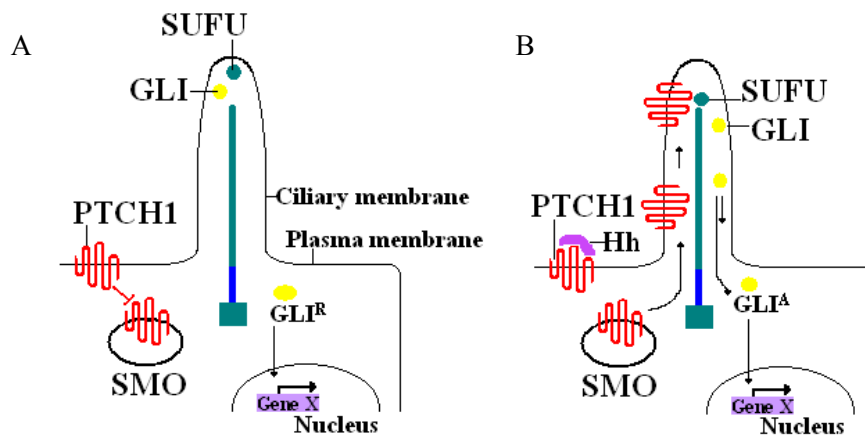 A
SUFU
GLI
Ciliary membrane
PTCH1
Plasma membrane
GLIᴿ
SMO
Gene X
Nucleus
B
SUFU
GLI
PTCH1
Hh
GLIᴬ
SMO
Gene X
Nucleus